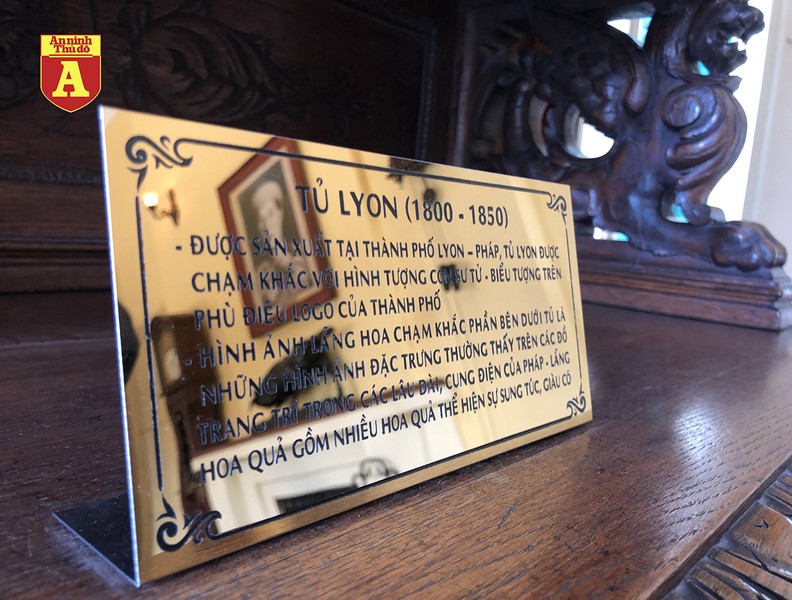 An ninh
Thủ đô
A
TỦ LYON (1800 - 1850)
- ĐƯỢC SẢN XUẤT TẠI THÀNH PHỐ LYON – PHÁP, TỦ LYON ĐƯỢC
CHẠM KHẮC VỚI HÌNH TƯỢNG CON SƯ TỬ - BIỂU TƯỢNG TRÊN
PHÙ ĐIÊU LOGO CỦA THÀNH PHỐ
- HÌNH ẢNH LẴNG HOA CHẠM KHẮC PHẦN BÊN DƯỚI TỦ LÀ
NHỮNG HÌNH ẢNH ĐẶC TRƯNG THƯỜNG THẤY TRÊN CÁC ĐỒ
TRANG TRÍ TRONG CÁC LÂU ĐÀI, CUNG ĐIỆN CỦA PHÁP - LẴNG
HOA QUẢ GỒM NHIỀU HOA QUẢ THỂ HIỆN SỰ SUNG TÚC, GIÀU CÓ